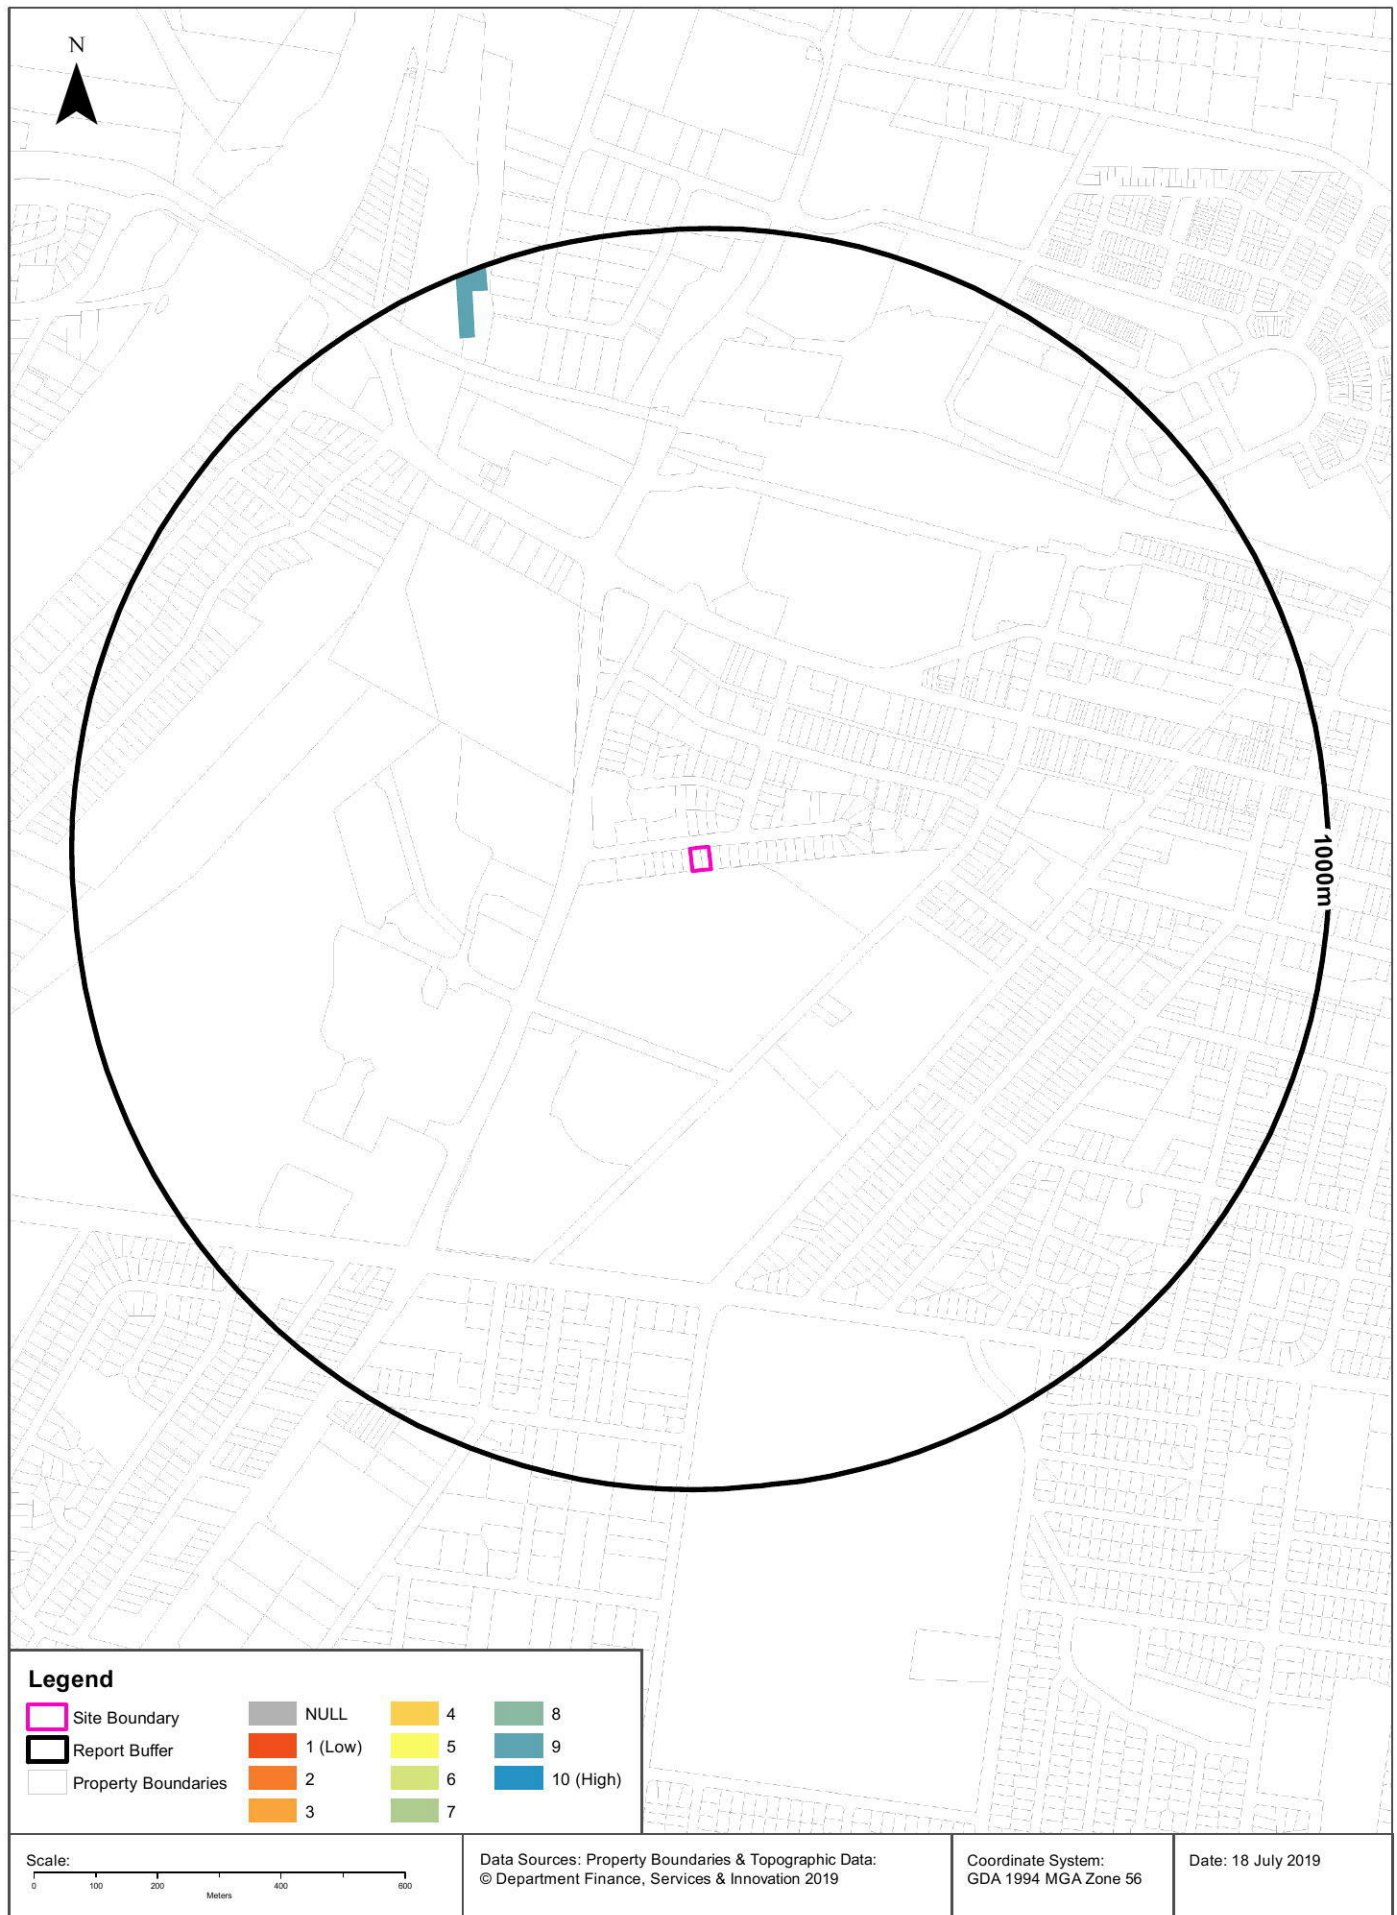 N
1000m
Legend
Site Boundary
Report Buffer
Property Boundaries
NULL
1 (Low)
2
3
4
5
6
7
8
9
10 (High)
Scale:
0 100 200 400 600
Meters
Data Sources: Property Boundaries & Topographic Data:
© Department Finance, Services & Innovation 2019
Coordinate System:
GDA 1994 MGA Zone 56
Date: 18 July 2019